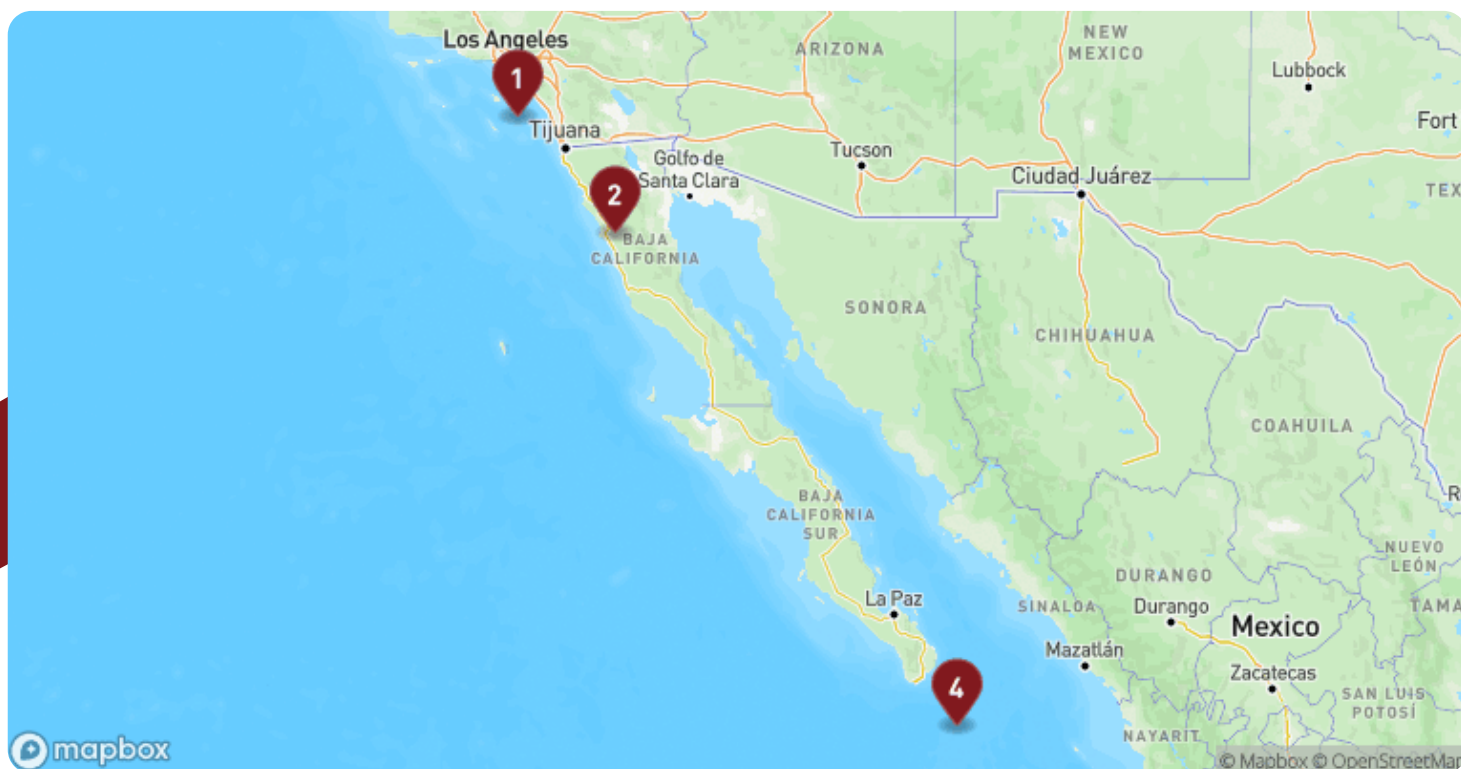 Los Angeles
1
Tijuana
ARIZONA
NEW
MEXICO
Lubbock
Fort
Tucson
Golfo de
Santa Clara
Ciudad Juárez
TEX
2
BAJA
CALIFORNIA
SONORA
CHIHUAHUA
COAHUILA
BAJA
CALIFORNIA
SUR
NUEVO
LEÓN
DURANGO
La Paz
SINALOA
Durango
TAMA
Mexico
Mazatlán
Zacatecas
4
SAN LUIS
POTOSÍ
NAYARIT
mapbox
© Mapbox © OpenStreetMap